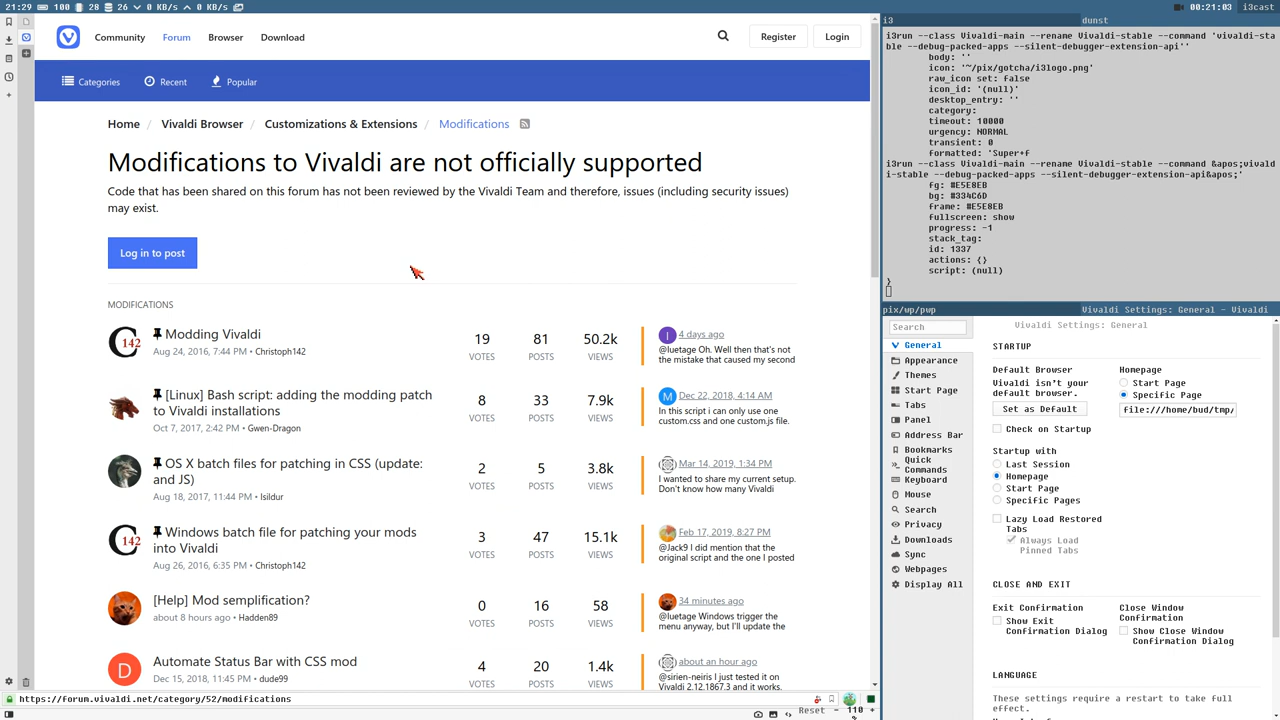 21:29 100 28 26 0 KB/s 0 KB/s
00:21:03 i3cast
Community Forum Browser Download Register Login
Categories Recent Popular
Home / Vivaldi Browser / Customizations & Extensions / Modifications
Modifications to Vivaldi are not officially supported
Code that has been shared on this forum has not been reviewed by the Vivaldi Team and therefore, issues (including security issues)
may exist.
Log in to post
MODIFICATIONS
C142
Modding Vivaldi
Aug 24, 2016, 7:44 PM • Christoph142
19 81 50.2k
VOTES POSTS VIEWS
I 4 days ago
@luetage Oh. Well then that's not
the mistake that caused my second
[Linux] Bash script: adding the modding patch
to Vivaldi installations
Oct 7, 2017, 2:42 PM • Gwen-Dragon
8 33 7.9k
VOTES POSTS VIEWS
M Dec 22, 2018, 4:14 AM
In this script i can only use one
custom.css and one custom.js file.
OS X batch files for patching in CSS (update:
and JS)
Aug 18, 2017, 11:44 PM • Isildur
2 5 3.8k
VOTES POSTS VIEWS
Mar 14, 2019, 1:34 PM
I wanted to share my current setup.
Don't know how many Vivaldi
C142
Windows batch file for patching your mods
into Vivaldi
Aug 26, 2016, 6:35 PM • Christoph142
3 47 15.1k
VOTES POSTS VIEWS
Feb 17, 2019, 8:27 PM
@Jack9 I did mention that the
original script and the one I posted
[Help] Mod semplification?
about 8 hours ago • Hadden89
0 16 58
VOTES POSTS VIEWS
34 minutes ago
@luetage Windows trigger the
menu anyway, but I'll update the
D
Automate Status Bar with CSS mod
Dec 15, 2018, 11:45 PM • dude99
4 20 1.4k
VOTES POSTS VIEWS
about an hour ago
@sirien-neiris I just tested it on
Vivaldi 2.12.1867.3 and it works.
https://forum.vivaldi.net/category/52/modifications
Reset - 110 +
i3 dunst
i3run --class Vivaldi-main --rename Vivaldi-stable --command 'vivaldi-sta
ble --debug-packed-apps --silent-debugger-extension-api''
body: ''
icon: '~/pix/gotcha/i3logo.png'
raw_icon set: false
icon_id: '(null)'
desktop_entry: ''
category:
timeout: 10000
urgency: NORMAL
transient: 0
formatted: 'Super+f
i3run --class Vivaldi-main --rename Vivaldi-stable --command &apos;vivald
i-stable --debug-packed-apps --silent-debugger-extension-api&apos;'
fg: #E5E8EB
bg: #334C6D
frame: #E5E8EB
fullscreen: show
progress: -1
stack_tag:
id: 1337
actions: {}
script: (null)
}
pix/wp/pwp Vivaldi Settings: General - Vivaldi
Search
Vivaldi Settings: General
General
Appearance
Themes
Start Page
Tabs
Panel
Address Bar
Bookmarks
Quick
Commands
Keyboard
Mouse
Search
Privacy
Downloads
Sync
Webpages
Display All
STARTUP
Default Browser
Vivaldi isn't your
default browser.
Set as Default
Check on Startup
Homepage
Start Page
Specific Page
file:///home/bud/tmp/
Startup with
Last Session
Homepage
Start Page
Specific Pages
Lazy Load Restored
Tabs
Always Load
Pinned Tabs
CLOSE AND EXIT
Exit Confirmation
Show Exit
Confirmation Dialog
Close Window
Confirmation
Show Close Window
Confirmation Dialog
LANGUAGE
These settings require a restart to take full
effect.